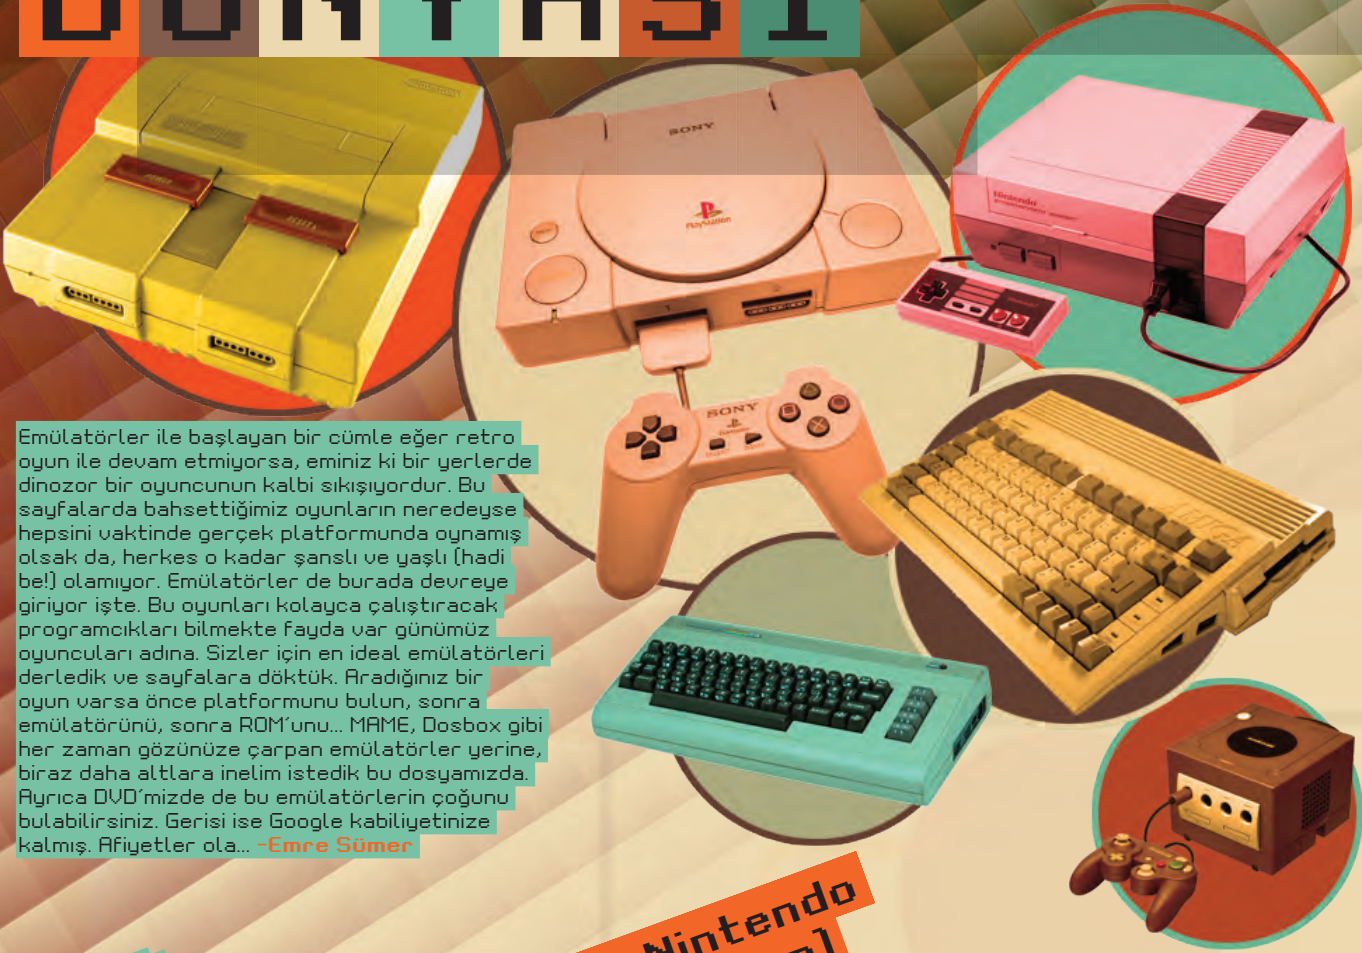 DÜNYASI
SONY
PlayStation
Nintendo
SONY
Emülatörler ile başlayan bir cümle eğer retro
oyun ile devam etmiyorsa, eminiz ki bir yerlerde
dinozor bir oyuncunun kalbi sıkışıyordur. Bu
sayfalarda bahsettiğimiz oyunların neredeyse
hepsini vaktinde gerçek platformunda oynamış
olsak da, herkes o kadar şanslı ve yaşlı (hadi
be!) olamıyor. Emülatörler de burada devreye
giriyor işte. Bu oyunları kolayca çalıştıracak
programcıkları bilmekte fayda var günümüz
oyuncuları adına. Sizler için en ideal emülatörleri
derledik ve sayfalara döktük. Aradığınız bir
oyun varsa önce platformunu bulun, sonra
emülatörünü, sonra ROM´unu... MAME, Dosbox gibi
her zaman gözünüze çarpan emülatörler yerine,
biraz daha altlara inelim istedik bu dosyamızda.
Ayrıca DVD´mizde de bu emülatörlerin çoğunu
bulabilirsiniz. Gerisi ise Google kabiliyetinize
kalmış. Afiyetler ola... -Emre Sümer
Nintendo